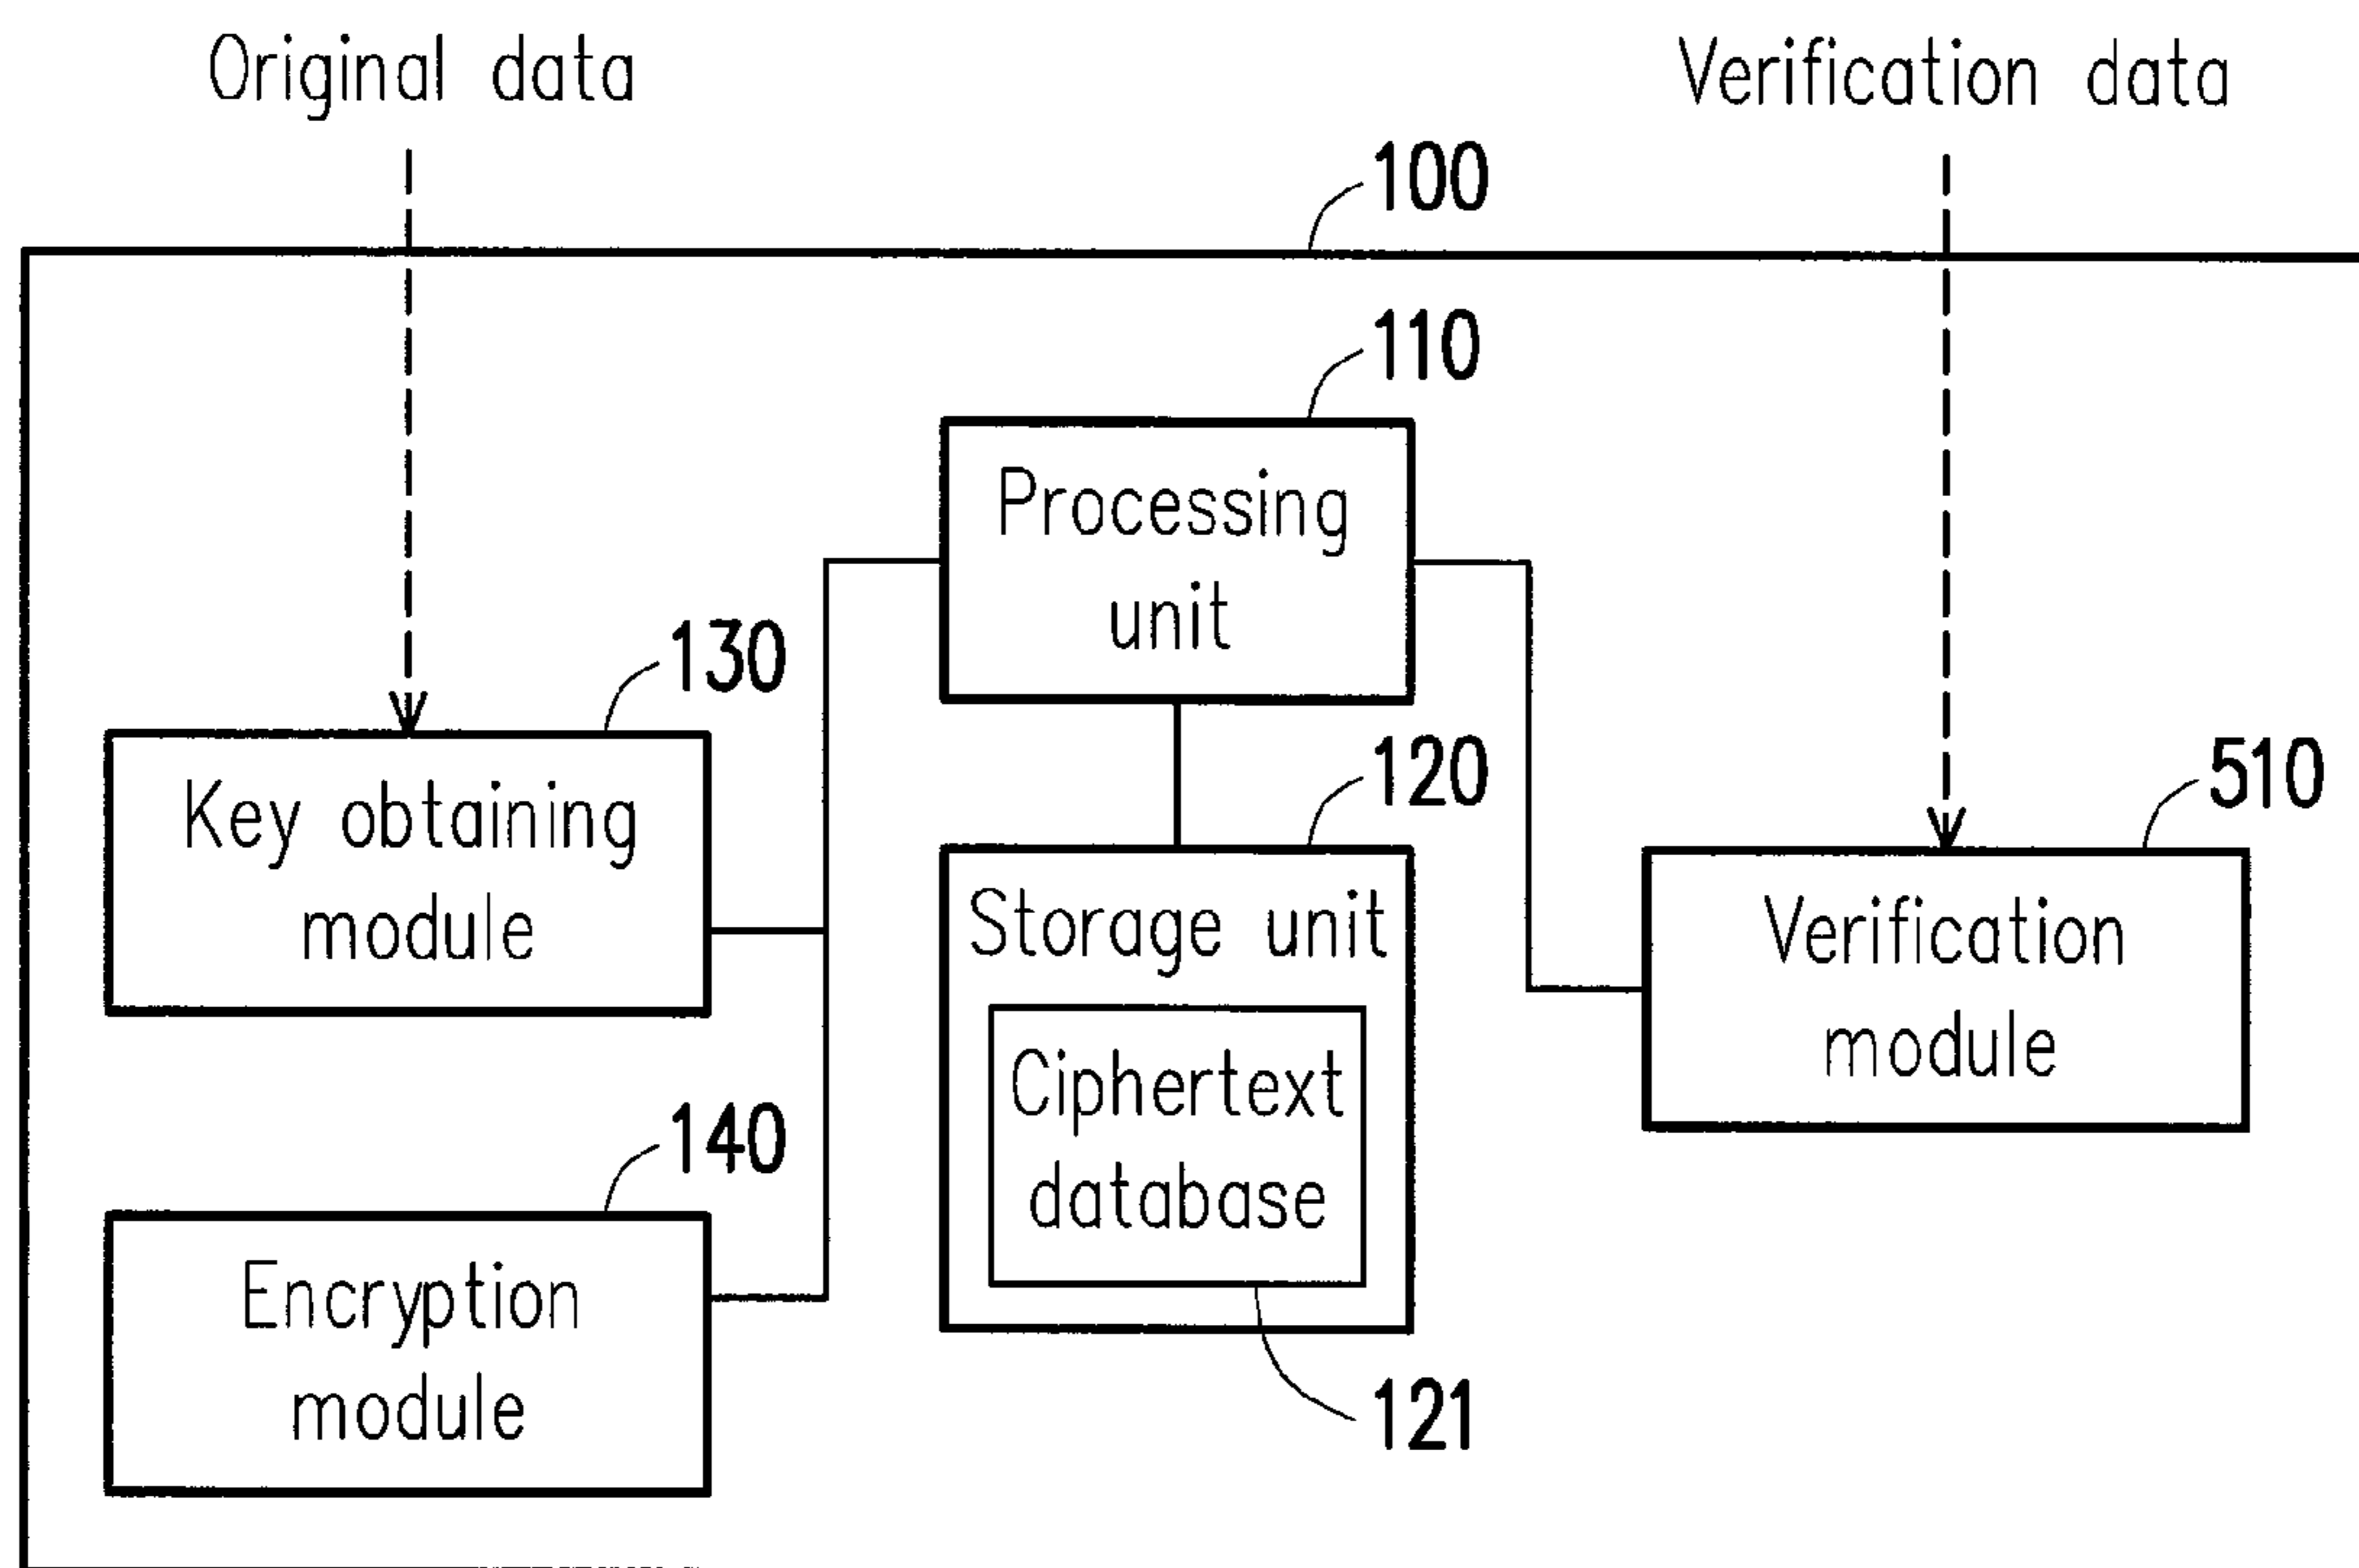 Original data
Verification data
100
110
Processing
unit
130
Key obtaining
module
120
Storage unit
Ciphertext
database
121
510
Verification
module
140
Encryption
module